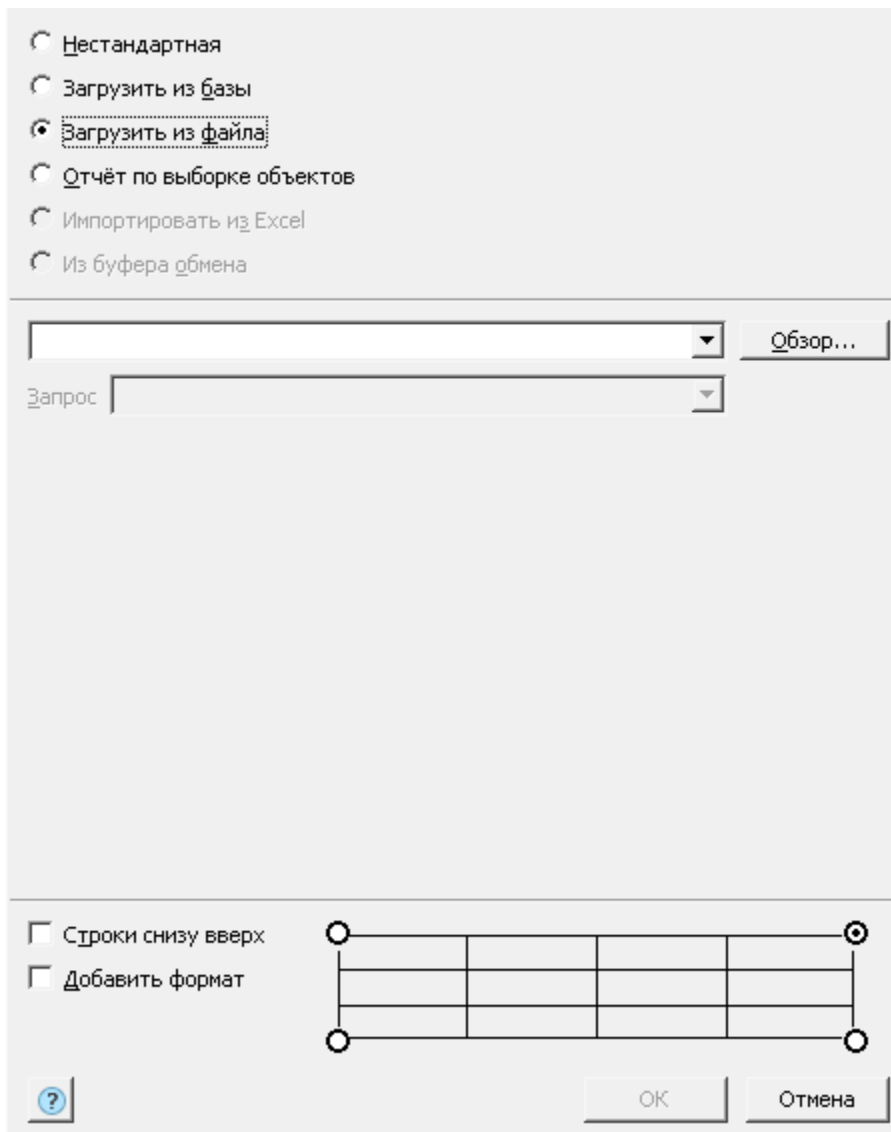 Нестандартная
Загрузить из базы
Загрузить из файла
Отчёт по выборке объектов
Импортировать из Excel
Из буфера обмена
Обзор...
Запрос
Строки снизу вверх
Добавить формат
?
ОК
Отмена